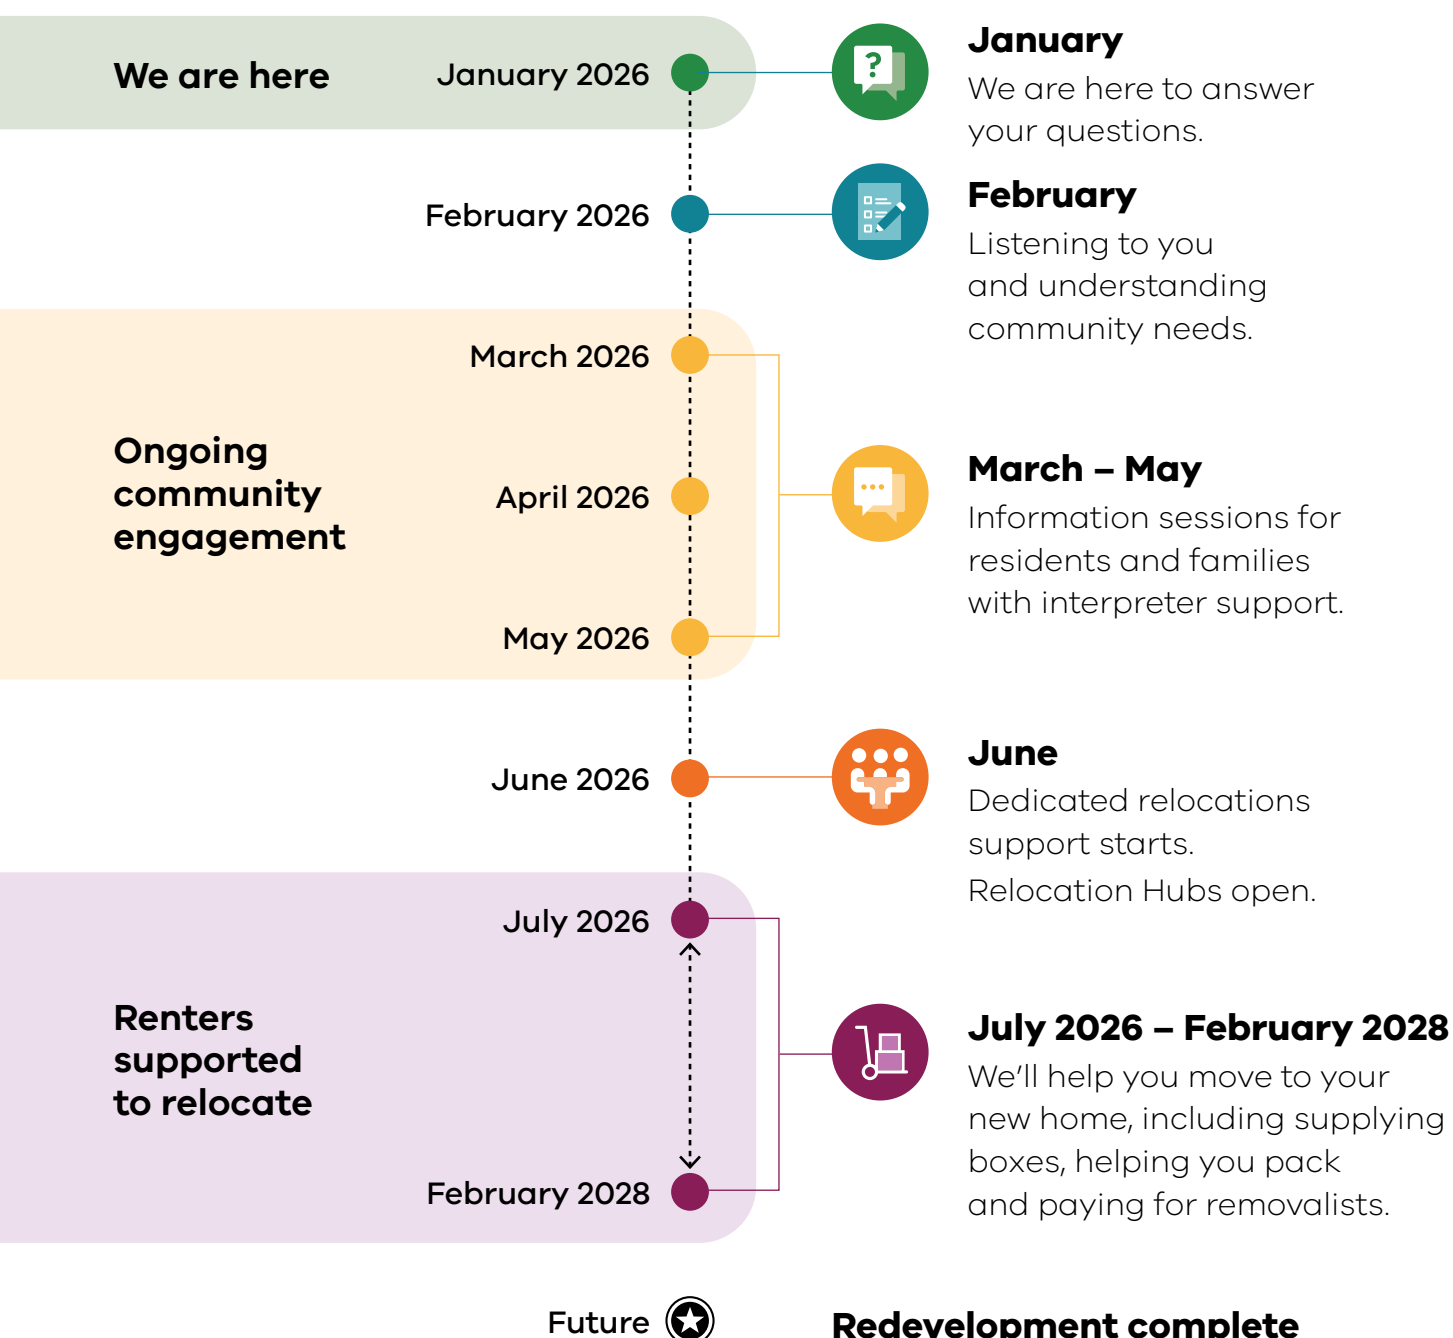 We are here
January 2026
?
January
We are here to answer
your questions.
February 2026
February
Listening to you
and understanding
community needs.
Ongoing
community
engagement
March 2026
April 2026
May 2026
March – May
Information sessions for
residents and families
with interpreter support.
June 2026
June
Dedicated relocations
support starts.
Relocation Hubs open.
Renters
supported
to relocate
July 2026
February 2028
July 2026 – February 2028
We'll help you move to your
new home, including supplying
boxes, helping you pack
and paying for removalists.
Future
Redevelopment complete